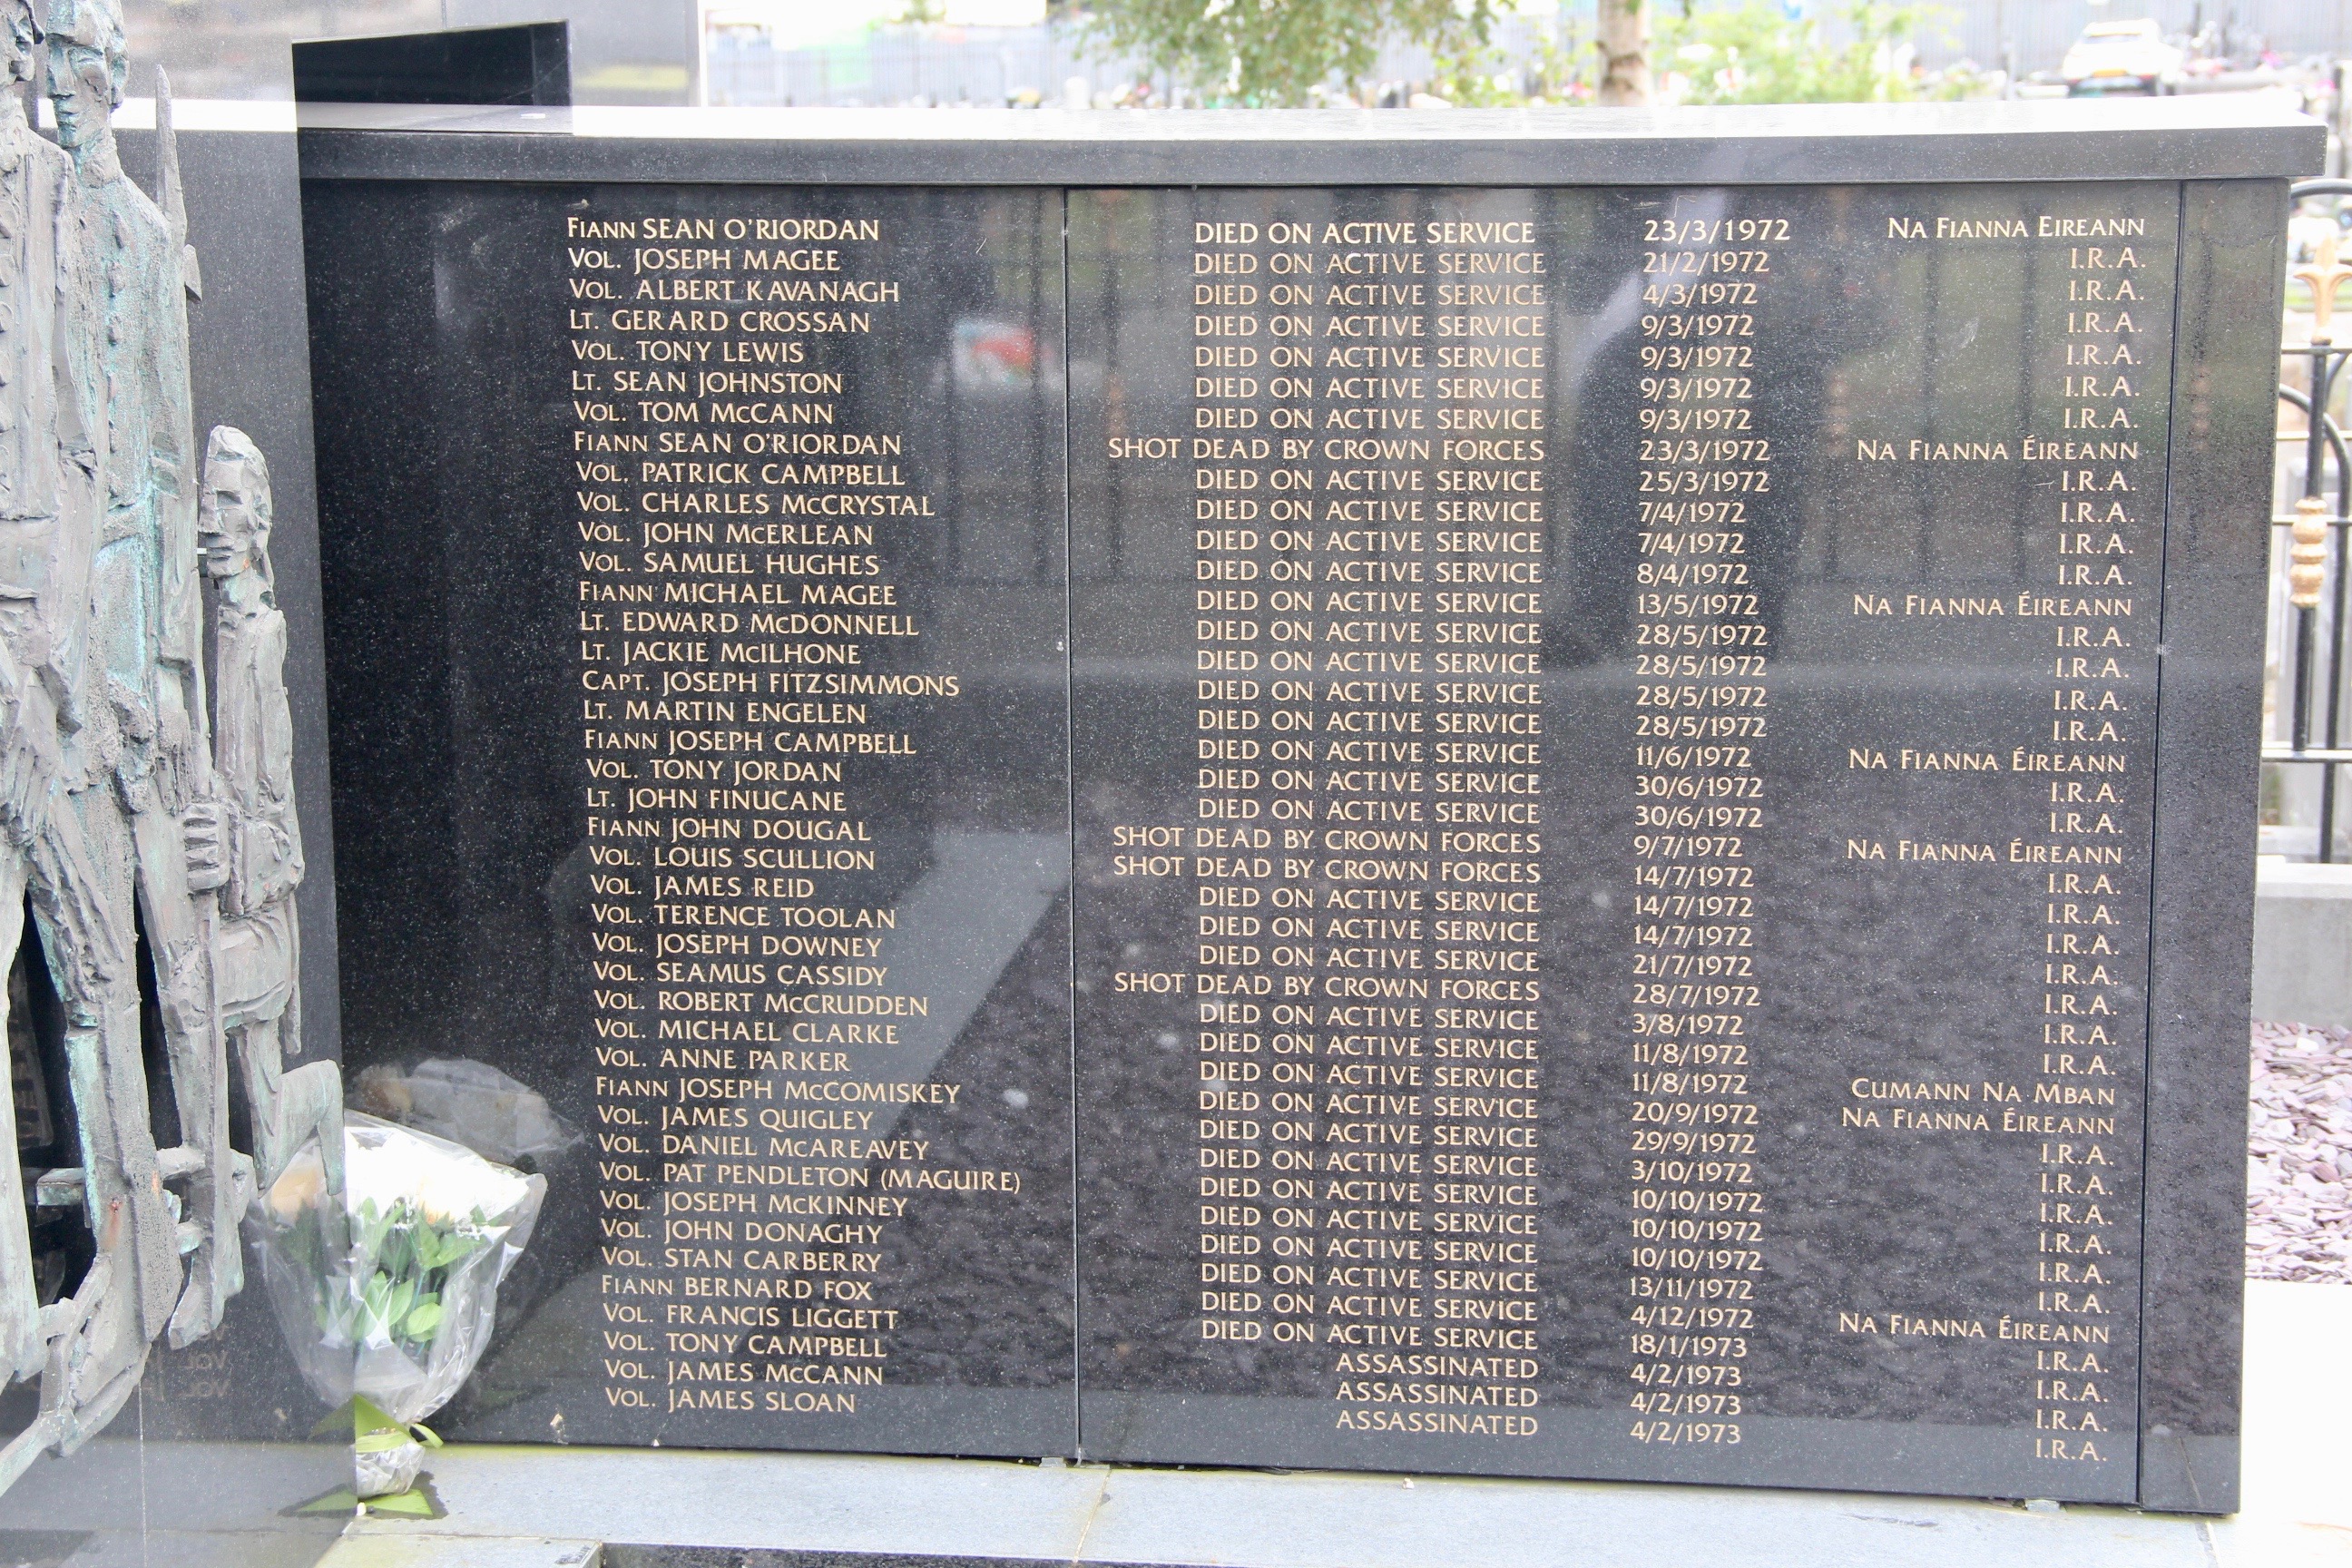 Fiann SEAN O'RIORDAN DIED ON ACTIVE SERVICE 23/3/1972 Na Fianna Eireann
Vol. JOSEPH MAGEE DIED ON ACTIVE SERVICE 21/2/1972 I.R.A.
Vol. ALBERT KAVANAGH DIED ON ACTIVE SERVICE 4/3/1972 I.R.A.
Lt. GERARD CROSSAN DIED ON ACTIVE SERVICE 9/3/1972 I.R.A.
Vol. TONY LEWIS DIED ON ACTIVE SERVICE 9/3/1972 I.R.A.
Lt. SEAN JOHNSTON DIED ON ACTIVE SERVICE 9/3/1972 I.R.A.
Vol. TOM McCANN DIED ON ACTIVE SERVICE 9/3/1972 I.R.A.
Fiann SEAN O'RIORDAN SHOT DEAD BY CROWN FORCES 23/3/1972 Na Fianna Éireann
Vol. PATRICK CAMPBELL DIED ON ACTIVE SERVICE 25/3/1972 I.R.A.
Vol. CHARLES McCRYSTAL DIED ON ACTIVE SERVICE 7/4/1972 I.R.A.
Vol. JOHN McERLEAN DIED ON ACTIVE SERVICE 7/4/1972 I.R.A.
Vol. SAMUEL HUGHES DIED ON ACTIVE SERVICE 8/4/1972 I.R.A.
Fiann MICHAEL MAGEE DIED ON ACTIVE SERVICE 13/5/1972 Na Fianna Éireann
Lt. EDWARD McDONNELL DIED ON ACTIVE SERVICE 28/5/1972 I.R.A.
Lt. JACKIE McILHONE DIED ON ACTIVE SERVICE 28/5/1972 I.R.A.
Capt. JOSEPH FITZSIMMONS DIED ON ACTIVE SERVICE 28/5/1972 I.R.A.
Lt. MARTIN ENGELEN DIED ON ACTIVE SERVICE 28/5/1972 I.R.A.
Fiann JOSEPH CAMPBELL DIED ON ACTIVE SERVICE 11/6/1972 Na Fianna Éireann
Vol. TONY JORDAN DIED ON ACTIVE SERVICE 30/6/1972 I.R.A.
Lt. JOHN FINUCANE DIED ON ACTIVE SERVICE 30/6/1972 I.R.A.
Fiann JOHN DOUGAL SHOT DEAD BY CROWN FORCES 9/7/1972 Na Fianna Éireann
Vol. LOUIS SCULLION SHOT DEAD BY CROWN FORCES 14/7/1972 I.R.A.
Vol. JAMES REID DIED ON ACTIVE SERVICE 14/7/1972 I.R.A.
Vol. TERENCE TOOLAN DIED ON ACTIVE SERVICE 14/7/1972 I.R.A.
Vol. JOSEPH DOWNEY DIED ON ACTIVE SERVICE 21/7/1972 I.R.A.
Vol. SEAMUS CASSIDY SHOT DEAD BY CROWN FORCES 28/7/1972 I.R.A.
Vol. ROBERT McCRUDDEN DIED ON ACTIVE SERVICE 3/8/1972 I.R.A.
Vol. MICHAEL CLARKE DIED ON ACTIVE SERVICE 11/8/1972 I.R.A.
Vol. ANNE PARKER DIED ON ACTIVE SERVICE 11/8/1972 Cumann Na Mban
Fiann JOSEPH McCOMISKEY DIED ON ACTIVE SERVICE 20/9/1972 Na Fianna Éireann
Vol. JAMES QUIGLEY DIED ON ACTIVE SERVICE 29/9/1972 I.R.A.
Vol. DANIEL McAREAVEY DIED ON ACTIVE SERVICE 3/10/1972 I.R.A.
Vol. PAT PENDLETON (MAGUIRE) DIED ON ACTIVE SERVICE 10/10/1972 I.R.A.
Vol. JOSEPH McKINNEY DIED ON ACTIVE SERVICE 10/10/1972 I.R.A.
Vol. JOHN DONAGHY DIED ON ACTIVE SERVICE 10/10/1972 I.R.A.
Vol. STAN CARBERRY DIED ON ACTIVE SERVICE 13/11/1972 I.R.A.
Fiann BERNARD FOX DIED ON ACTIVE SERVICE 4/12/1972 Na Fianna Éireann
Vol. FRANCIS LIGGETT DIED ON ACTIVE SERVICE 18/1/1973 I.R.A.
Vol. TONY CAMPBELL ASSASSINATED 4/2/1973 I.R.A.
Vol. JAMES McCANN ASSASSINATED 4/2/1973 I.R.A.
Vol. JAMES SLOAN ASSASSINATED 4/2/1973 I.R.A.